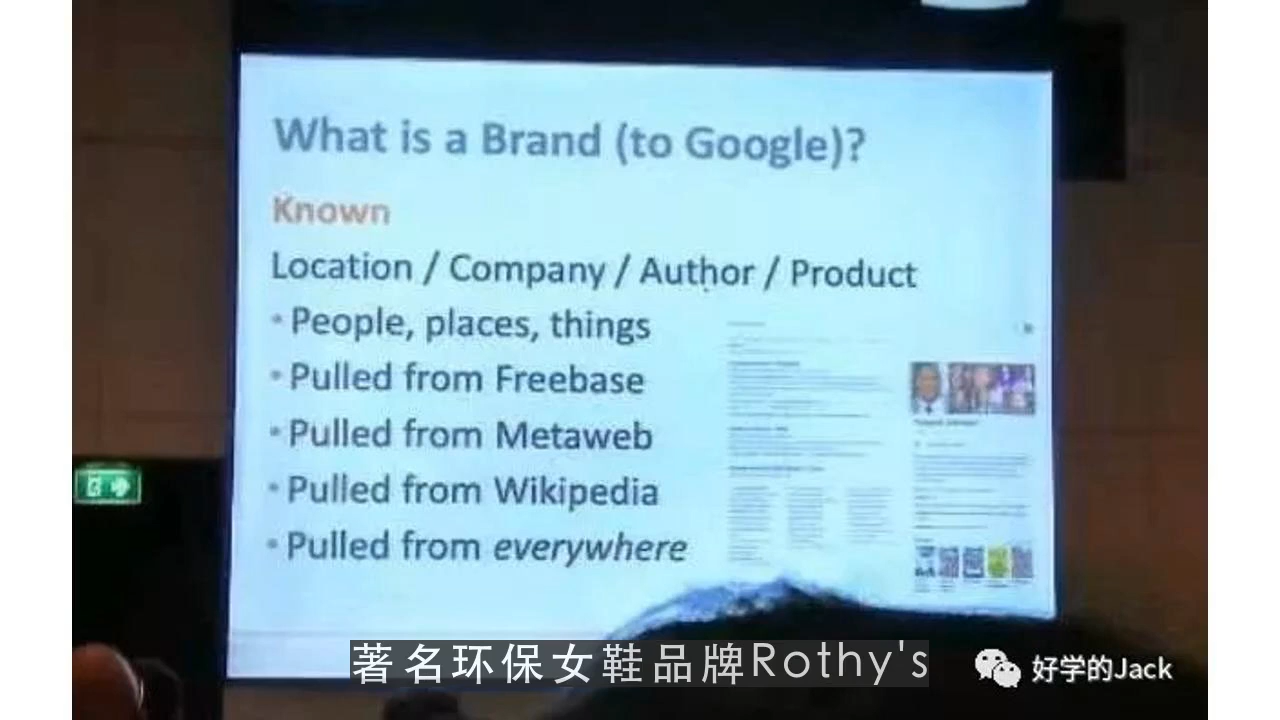 What is a Brand (to Google)?
Known
Location / Company / Author / Product
• People, places, things
• Pulled from Freebase
• Pulled from Metaweb
• Pulled from Wikipedia
• Pulled from everywhere
著名环保女鞋品牌Rothy's
好学的Jack